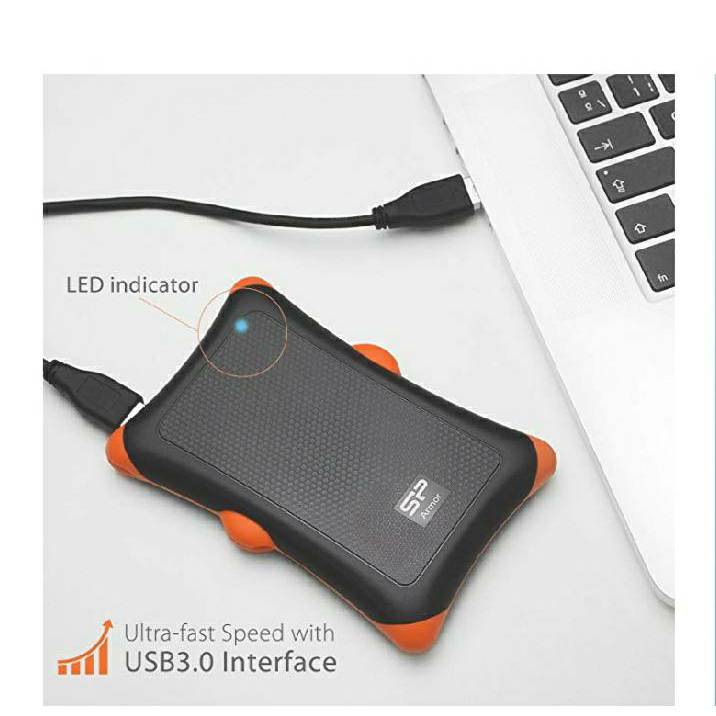 LED indicator
SP
Armor
fn
Ultra-fast Speed with
USB3.0 Interface